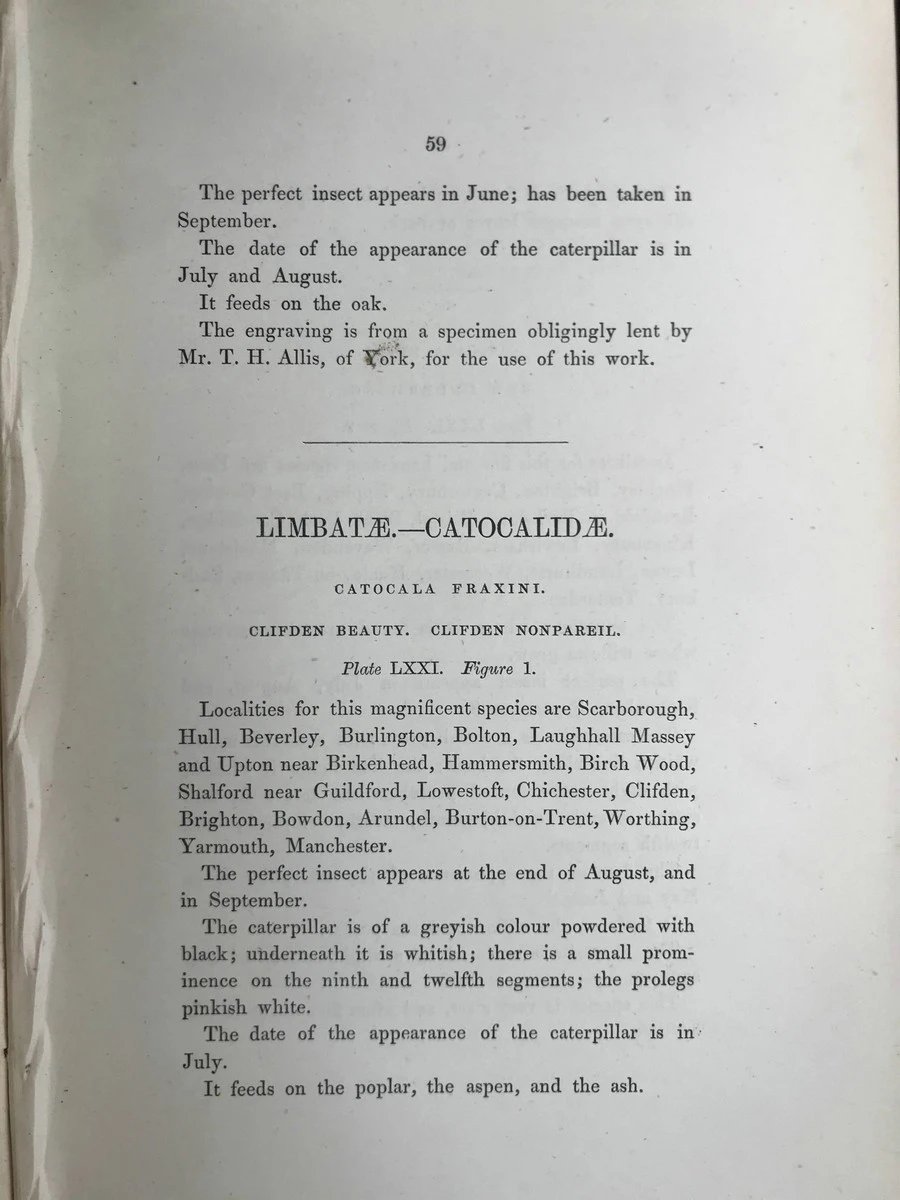 59
The perfect insect appears in June; has been taken in
September.
The date of the appearance of the caterpillar is in
July and August.
It feeds on the oak.
The engraving is from a specimen obligingly lent by
Mr. T. H. Allis, of York, for the use of this work.
LIMBATÆ.—CATOCALIDÆ.
CATOCALA FRAXINI.
CLIFDEN BEAUTY. CLIFDEN NONPAREIL.
Plate LXXI. Figure 1.
Localities for this magnificent species are Scarborough,
Hull, Beverley, Burlington, Bolton, Laughhall Massey
and Upton near Birkenhead, Hammersmith, Birch Wood,
Shalford near Guildford, Lowestoft, Chichester, Clifden,
Brighton, Bowdon, Arundel, Burton-on-Trent, Worthing,
Yarmouth, Manchester.
The perfect insect appears at the end of August, and
in September.
The caterpillar is of a greyish colour powdered with
black; underneath it is whitish; there is a small prom-
inence on the ninth and twelfth segments; the prolegs
pinkish white.
The date of the appearance of the caterpillar is in
July.
It feeds on the poplar, the aspen, and the ash.